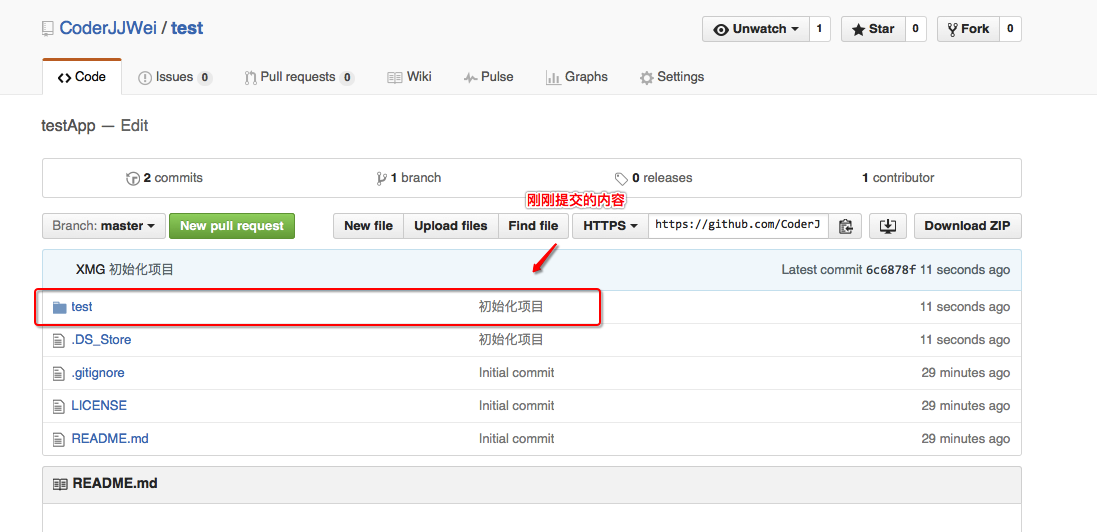 CoderJJWei / test
Unwatch 1 Star 0 Fork 0
Code Issues 0 Pull requests 0 Wiki Pulse Graphs Settings
testApp — Edit
2 commits 1 branch 0 releases 1 contributor
刚刚提交的内容
Branch: master New pull request New file Upload files Find file HTTPS https://github.com/CoderJ Download ZIP
XMG 初始化项目 Latest commit 6c6878f 11 seconds ago
test 初始化项目 11 seconds ago
.DS_Store 初始化项目 11 seconds ago
.gitignore Initial commit 29 minutes ago
LICENSE Initial commit 29 minutes ago
README.md Initial commit 29 minutes ago
README.md